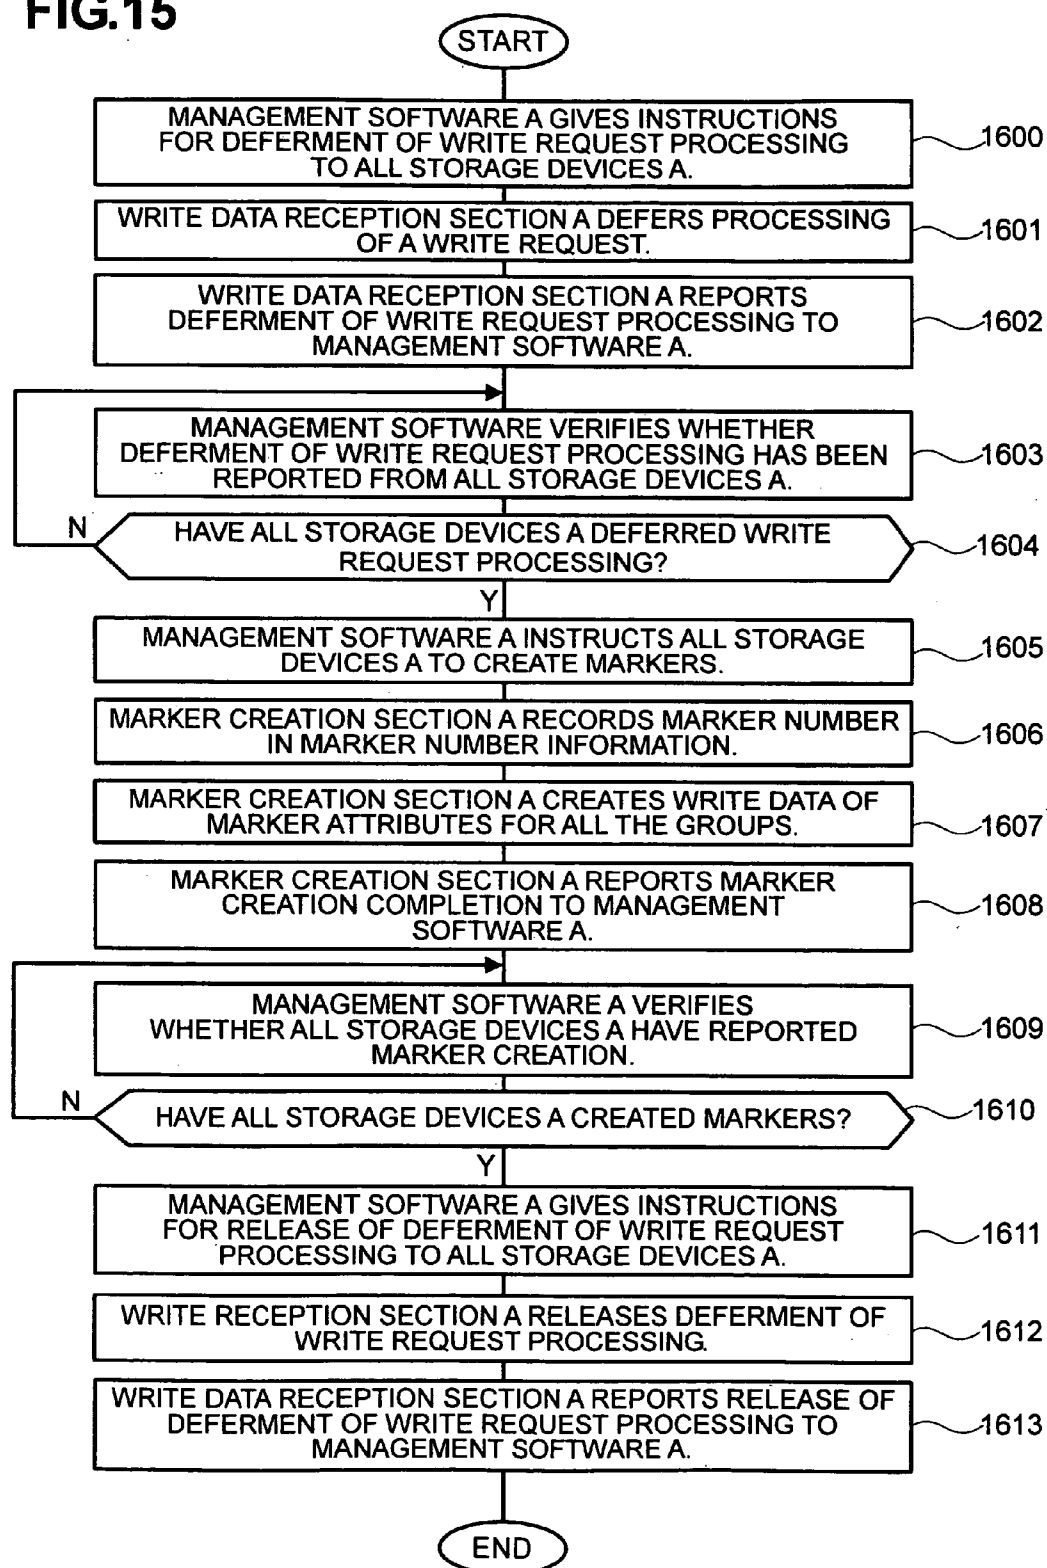 FIG.15
START
MANAGEMENT SOFTWARE A GIVES INSTRUCTIONS
FOR DEFERMENT OF WRITE REQUEST PROCESSING
TO ALL STORAGE DEVICES A.
1600
WRITE DATA RECEPTION SECTION A DEFERS PROCESSING
OF A WRITE REQUEST.
1601
WRITE DATA RECEPTION SECTION A REPORTS
DEFERMENT OF WRITE REQUEST PROCESSING TO
MANAGEMENT SOFTWARE A.
1602
MANAGEMENT SOFTWARE VERIFIES WHETHER
DEFERMENT OF WRITE REQUEST PROCESSING HAS BEEN
REPORTED FROM ALL STORAGE DEVICES A.
1603
N
HAVE ALL STORAGE DEVICES A DEFERRED WRITE
REQUEST PROCESSING?
1604
Y
MANAGEMENT SOFTWARE A INSTRUCTS ALL STORAGE
DEVICES A TO CREATE MARKERS.
1605
MARKER CREATION SECTION A RECORDS MARKER NUMBER
IN MARKER NUMBER INFORMATION.
1606
MARKER CREATION SECTION A CREATES WRITE DATA OF
MARKER ATTRIBUTES FOR ALL THE GROUPS.
1607
MARKER CREATION SECTION A REPORTS MARKER
CREATION COMPLETION TO MANAGEMENT
SOFTWARE A.
1608
MANAGEMENT SOFTWARE A VERIFIES
WHETHER ALL STORAGE DEVICES A HAVE REPORTED
MARKER CREATION.
1609
N
HAVE ALL STORAGE DEVICES A CREATED MARKERS?
1610
Y
MANAGEMENT SOFTWARE A GIVES INSTRUCTIONS
FOR RELEASE OF DEFERMENT OF WRITE REQUEST
PROCESSING TO ALL STORAGE DEVICES A.
1611
WRITE RECEPTION SECTION A RELEASES DEFERMENT OF
WRITE REQUEST PROCESSING.
1612
WRITE DATA RECEPTION SECTION A REPORTS RELEASE OF
DEFERMENT OF WRITE REQUEST PROCESSING TO
MANAGEMENT SOFTWARE A.
1613
END